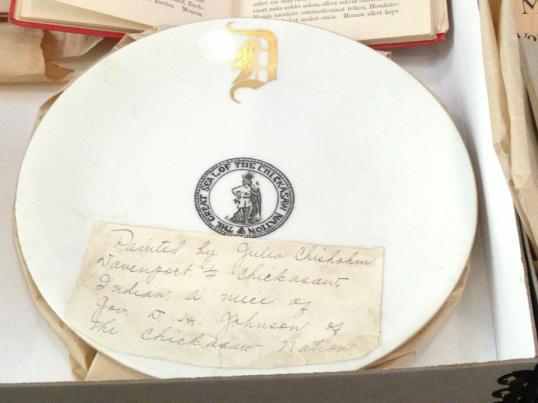 D
THE GREAT SEAL OF THE CHICKASAW NATION
Painted by Julia Chisholm
Davenport ½ Chickasaw,
Indian, a niece of
Gov. D. H. Johnson of
the Chickasaw Nation